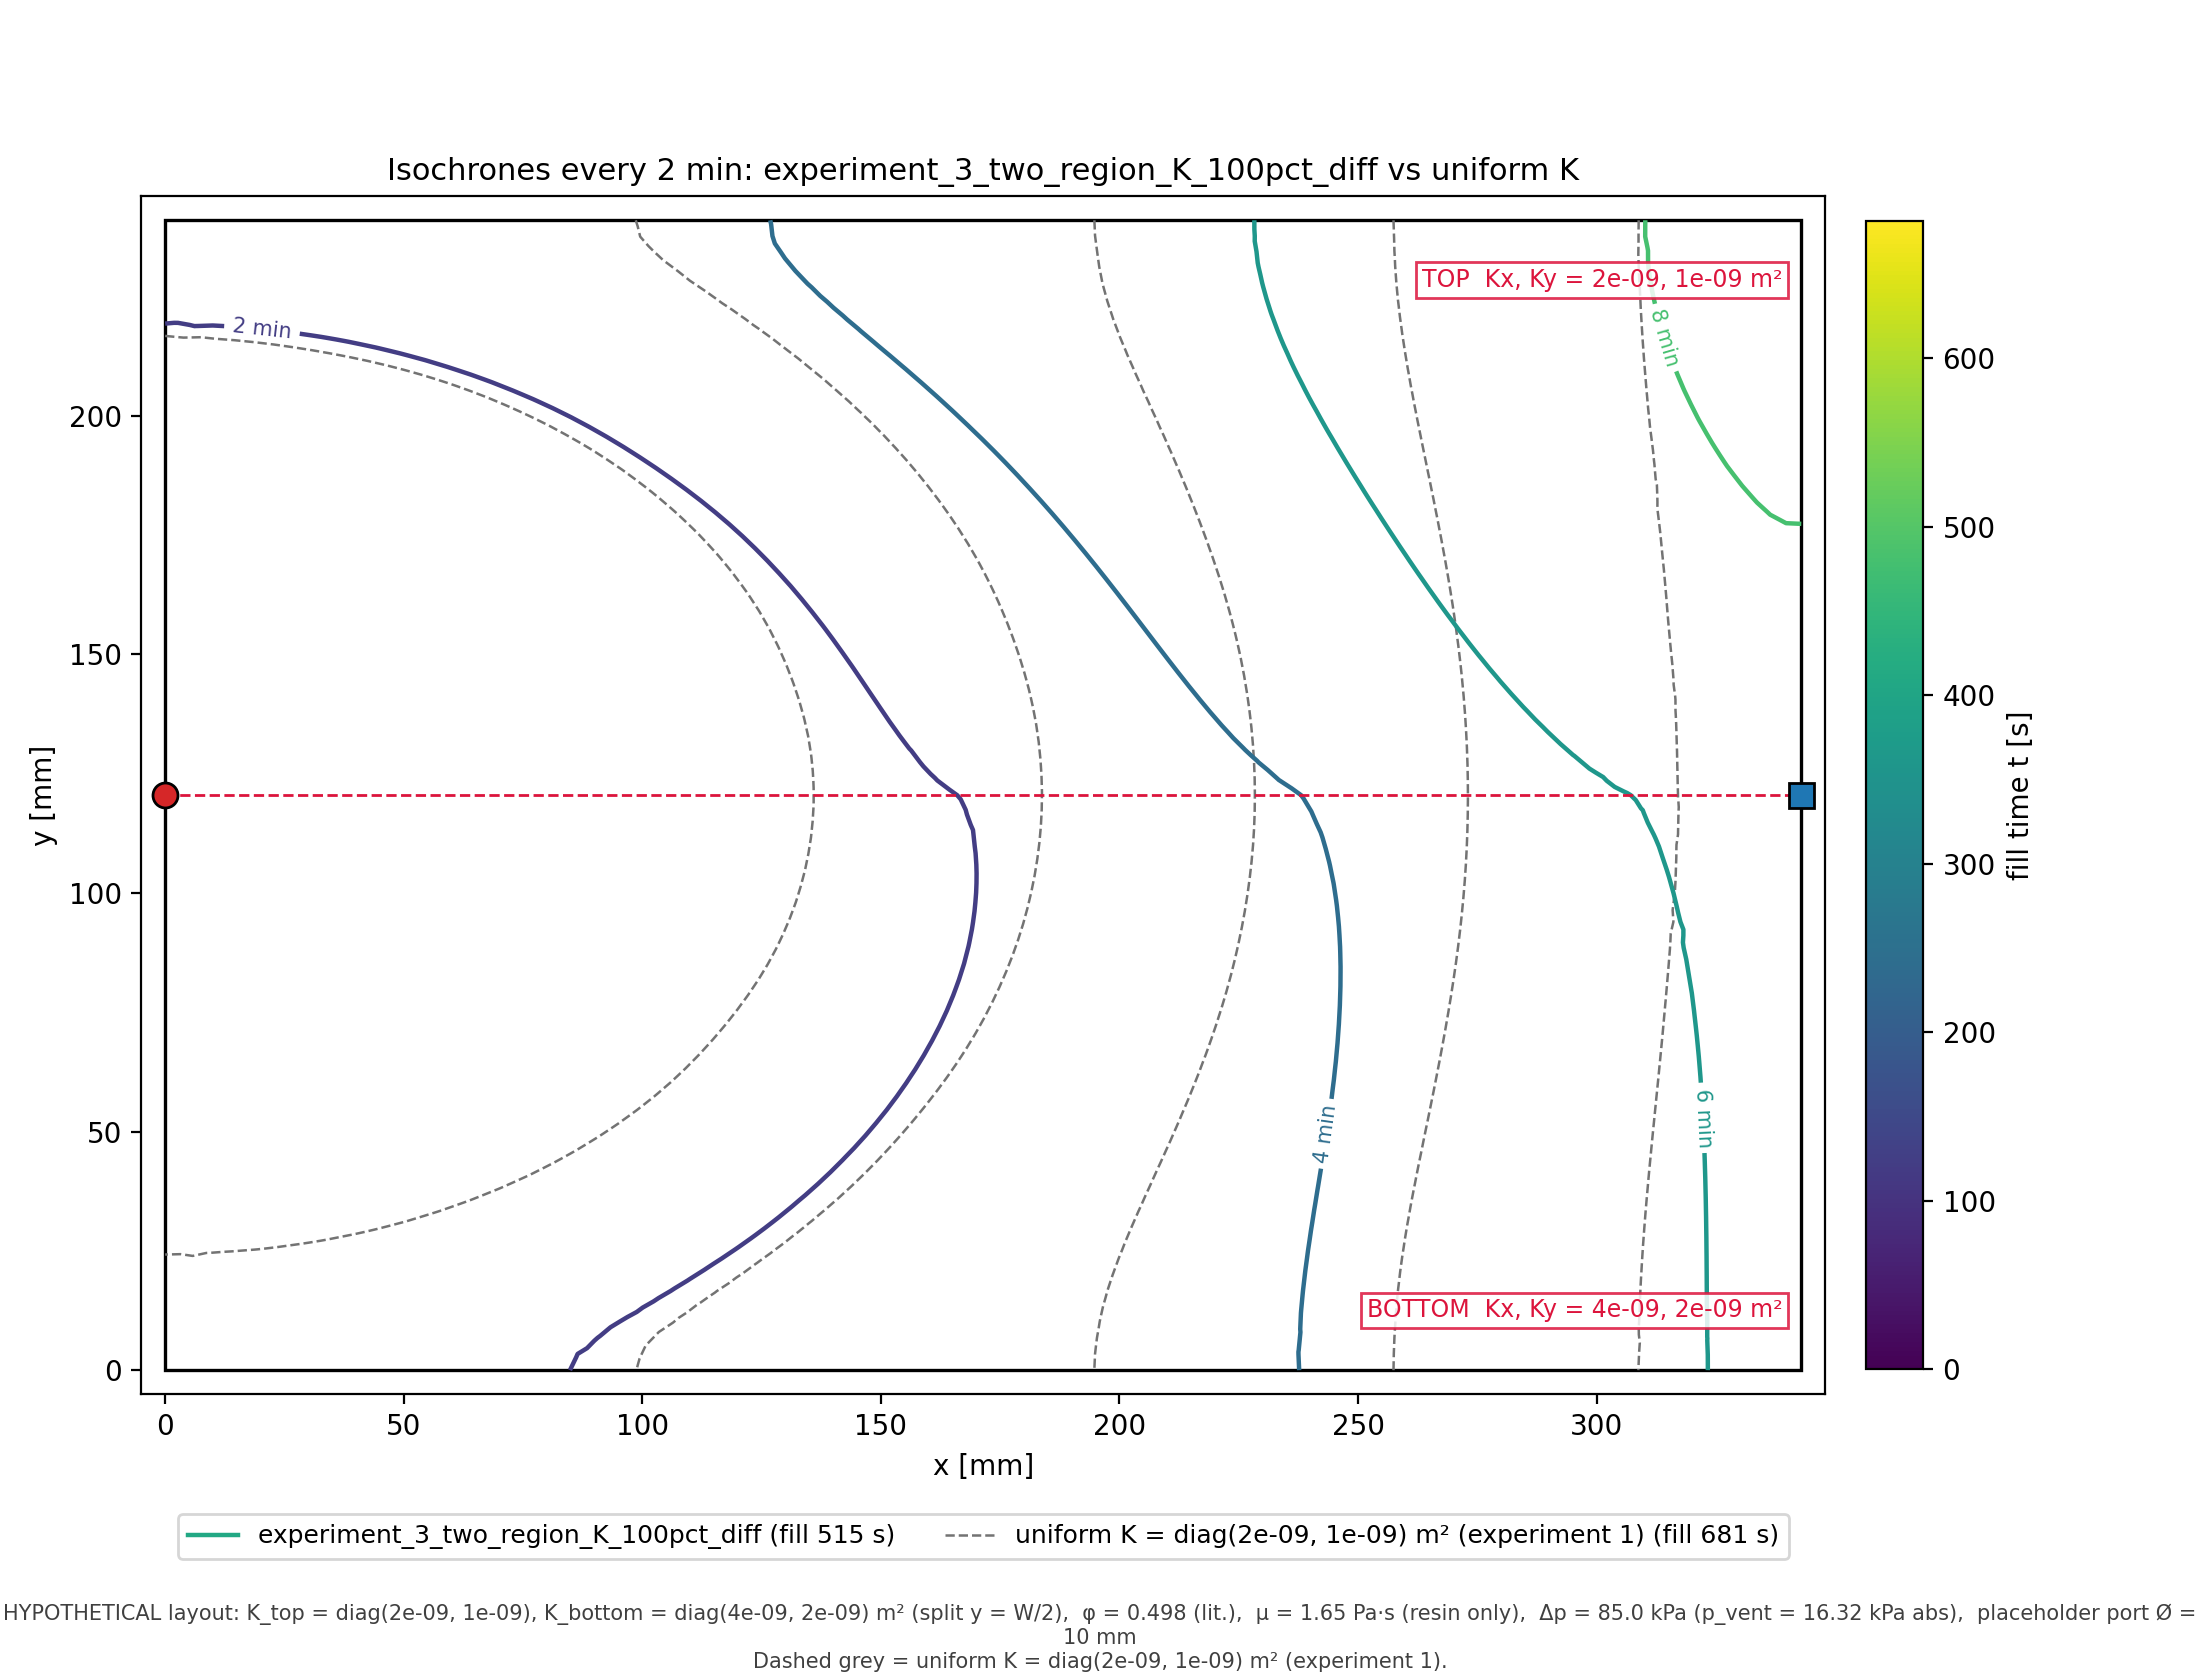 Isochrones every 2 min: experiment_3_two_region_K_100pct_diff vs uniform K
TOP  Kx, Ky = 2e-09, 1e-09 m²
2 min
8 min
4 min
6 min
BOTTOM  Kx, Ky = 4e-09, 2e-09 m²
y [mm]
200
150
100
50
0
0
50
100
150
200
250
300
x [mm]
600
500
400
300
200
100
0
fill time t [s]
experiment_3_two_region_K_100pct_diff (fill 515 s)
uniform K = diag(2e-09, 1e-09) m² (experiment 1) (fill 681 s)
HYPOTHETICAL layout: K_top = diag(2e-09, 1e-09), K_bottom = diag(4e-09, 2e-09) m² (split y = W/2),  φ = 0.498 (lit.),  μ = 1.65 Pa·s (resin only),  Δp = 85.0 kPa (p_vent = 16.32 kPa abs),  placeholder port Ø =
10 mm
Dashed grey = uniform K = diag(2e-09, 1e-09) m² (experiment 1).